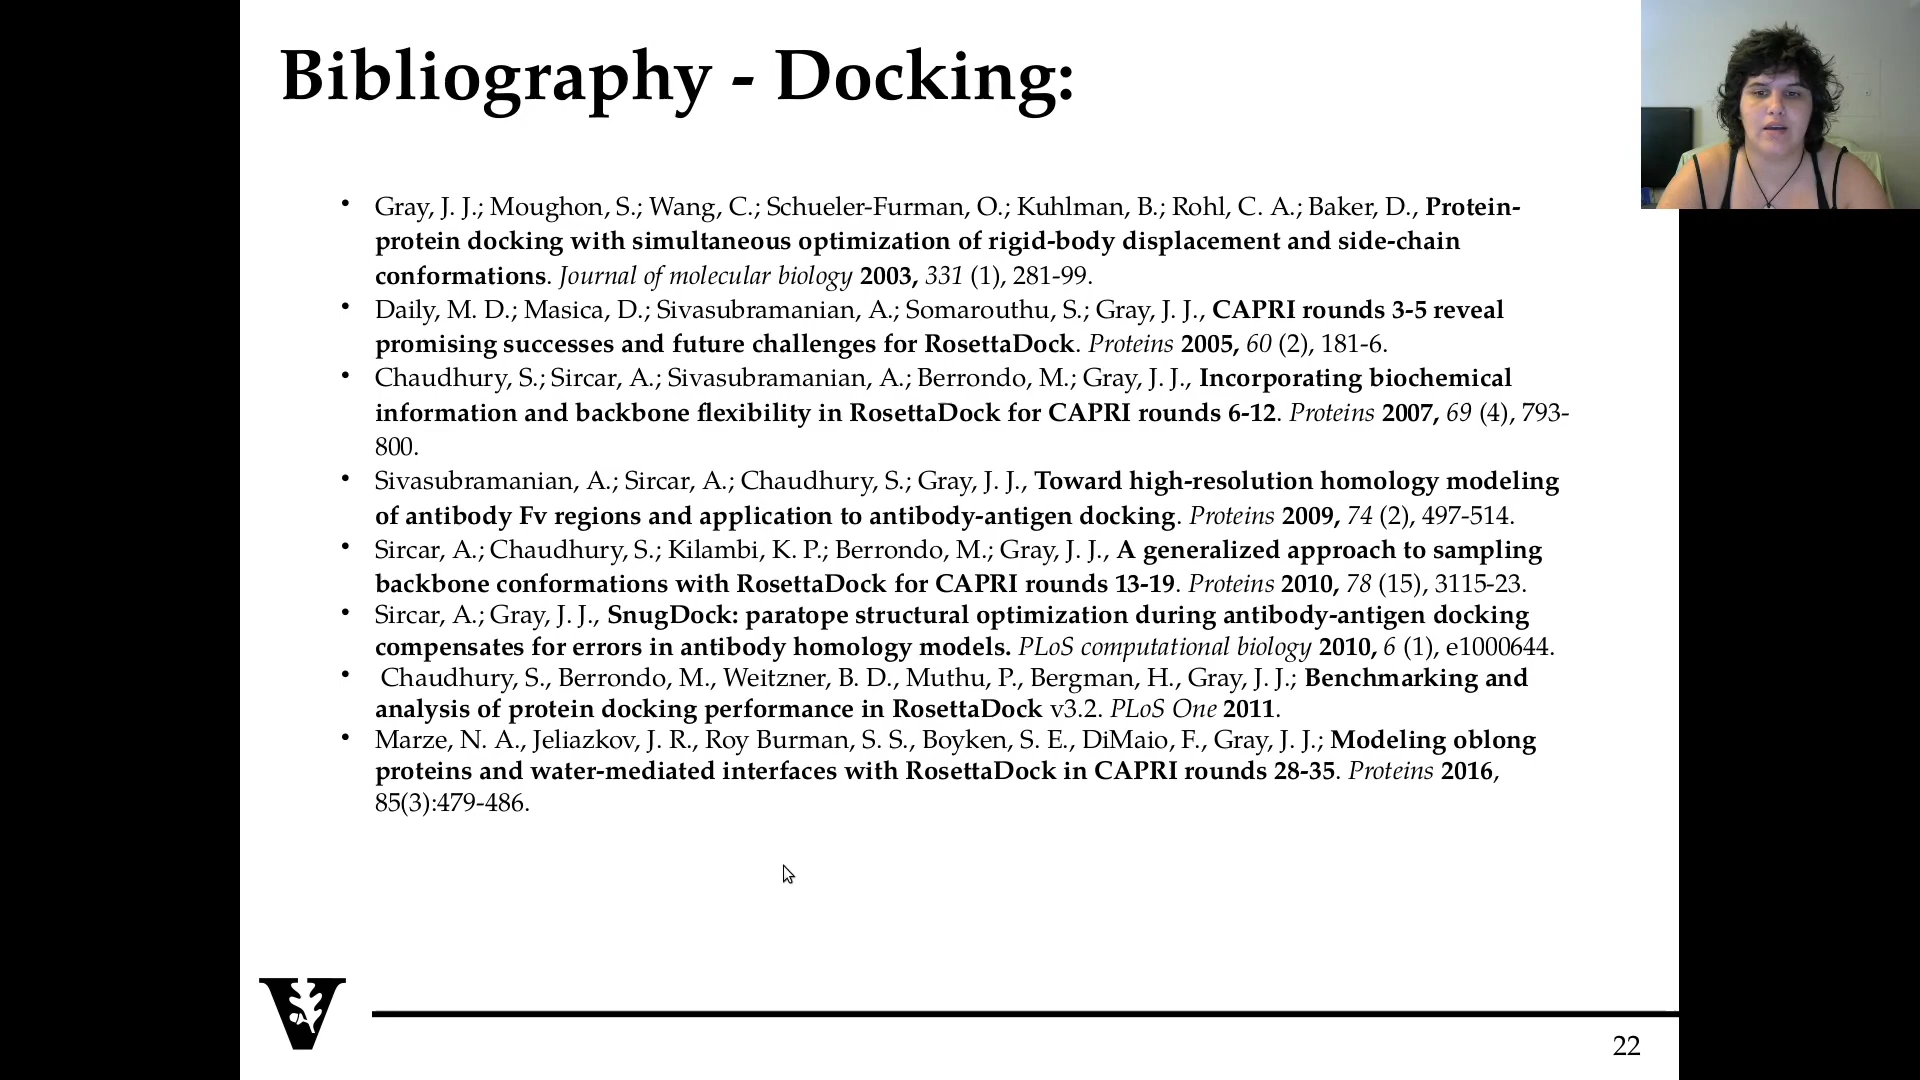 Bibliography - Docking:
• Gray, J. J.; Moughon, S.; Wang, C.; Schueler-Furman, O.; Kuhlman, B.; Rohl, C. A.; Baker, D., Protein-
protein docking with simultaneous optimization of rigid-body displacement and side-chain
conformations. Journal of molecular biology 2003, 331 (1), 281-99.
• Daily, M. D.; Masica, D.; Sivasubramanian, A.; Somarouthu, S.; Gray, J. J., CAPRI rounds 3-5 reveal
promising successes and future challenges for RosettaDock. Proteins 2005, 60 (2), 181-6.
• Chaudhury, S.; Sircar, A.; Sivasubramanian, A.; Berrondo, M.; Gray, J. J., Incorporating biochemical
information and backbone flexibility in RosettaDock for CAPRI rounds 6-12. Proteins 2007, 69 (4), 793-
800.
• Sivasubramanian, A.; Sircar, A.; Chaudhury, S.; Gray, J. J., Toward high-resolution homology modeling
of antibody Fv regions and application to antibody-antigen docking. Proteins 2009, 74 (2), 497-514.
• Sircar, A.; Chaudhury, S.; Kilambi, K. P.; Berrondo, M.; Gray, J. J., A generalized approach to sampling
backbone conformations with RosettaDock for CAPRI rounds 13-19. Proteins 2010, 78 (15), 3115-23.
• Sircar, A.; Gray, J. J., SnugDock: paratope structural optimization during antibody-antigen docking
compensates for errors in antibody homology models. PLoS computational biology 2010, 6 (1), e1000644.
• Chaudhury, S., Berrondo, M., Weitzner, B. D., Muthu, P., Bergman, H., Gray, J. J.; Benchmarking and
analysis of protein docking performance in RosettaDock v3.2. PLoS One 2011.
• Marze, N. A., Jeliazkov, J. R., Roy Burman, S. S., Boyken, S. E., DiMaio, F., Gray, J. J.; Modeling oblong
proteins and water-mediated interfaces with RosettaDock in CAPRI rounds 28-35. Proteins 2016,
85(3):479-486.
V
22